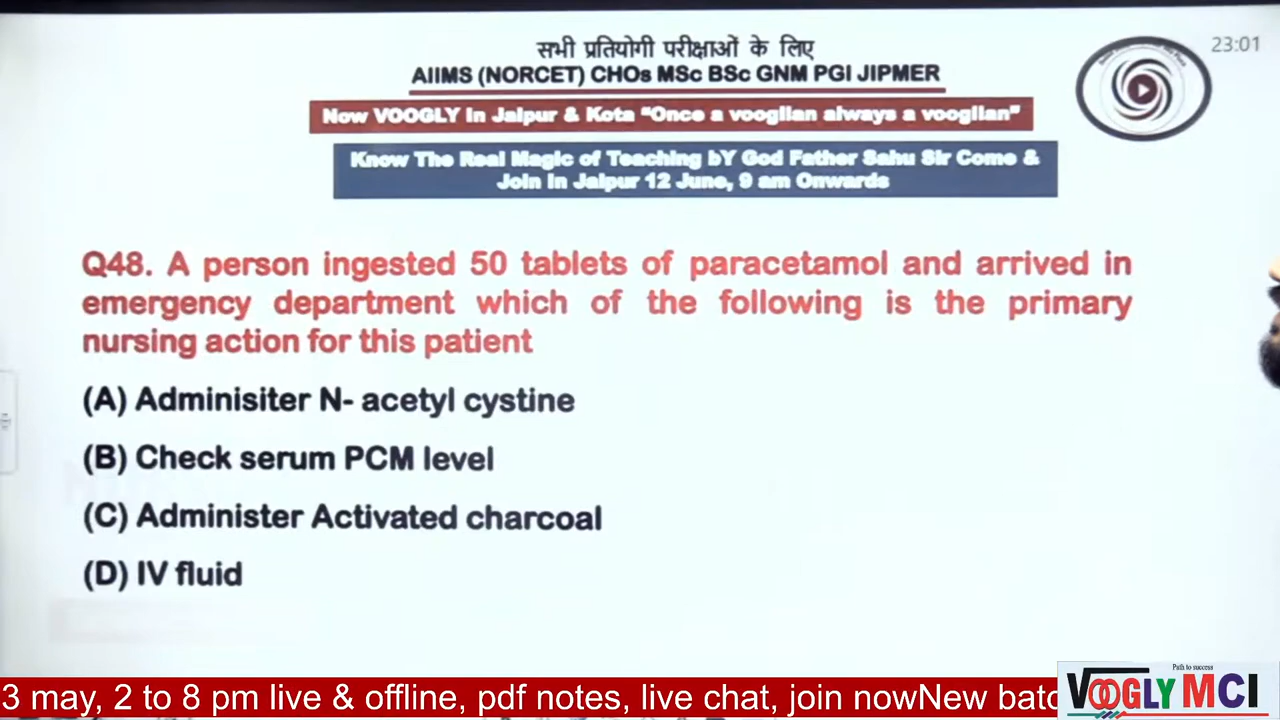 सभी प्रतियोगी परीक्षाओं के लिए
23:01
AIIMS (NORCET) CHOs MSc BSc GNM PGI JIPMER
Now VOOGLY in Jaipur & Kota "Once a vooglian always a vooglian"
Know The Real Magic of Teaching bY God Father Sahu Sir Come &
Join In Jaipur 12 June, 9 am Onwards
Q48. A person ingested 50 tablets of paracetamol and arrived in
emergency department which of the following is the primary
nursing action for this patient
(A) Adminisiter N- acetyl cystine
(B) Check serum PCM level
(C) Administer Activated charcoal
(D) IV fluid
Path to success
3 may, 2 to 8 pm live & offline, pdf notes, live chat, join nowNew batc
VOOGLY MCI